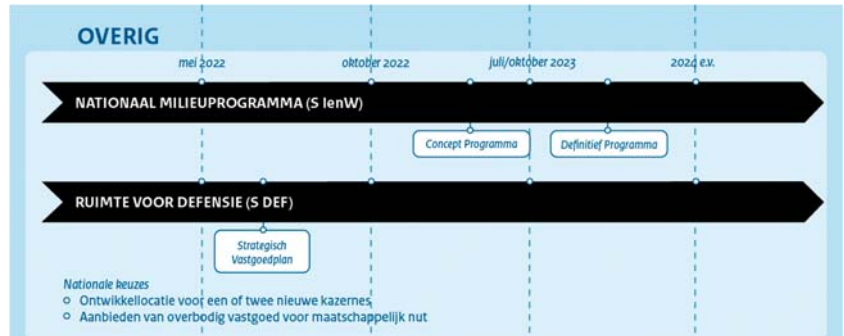 OVERIG
mei 2022 oktober 2022 juli/oktober 2023 2024 e.v.
NATIONAAL MILIEUPROGRAMMA (S IenW)
Concept Programma Definitief Programma
RUIMTE VOOR DEFENSIE (S DEF)
Strategisch
Vastgoedplan
Nationale keuzes
Ontwikkellocatie voor een of twee nieuwe kazernes
Aanbieden van overbodig vastgoed voor maatschappelijk nut